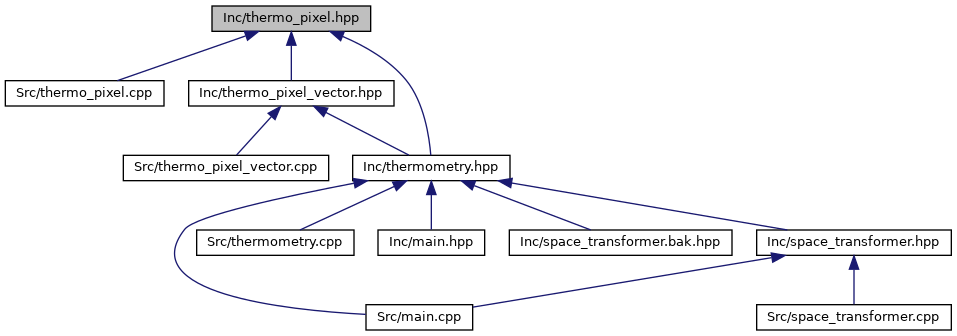 Inc/thermo_pixel.hpp
Src/thermo_pixel.cpp
Inc/thermo_pixel_vector.hpp
Src/thermo_pixel_vector.cpp
Inc/thermometry.hpp
Src/thermometry.cpp
Inc/main.hpp
Inc/space_transformer.bak.hpp
Inc/space_transformer.hpp
Src/main.cpp
Src/space_transformer.cpp